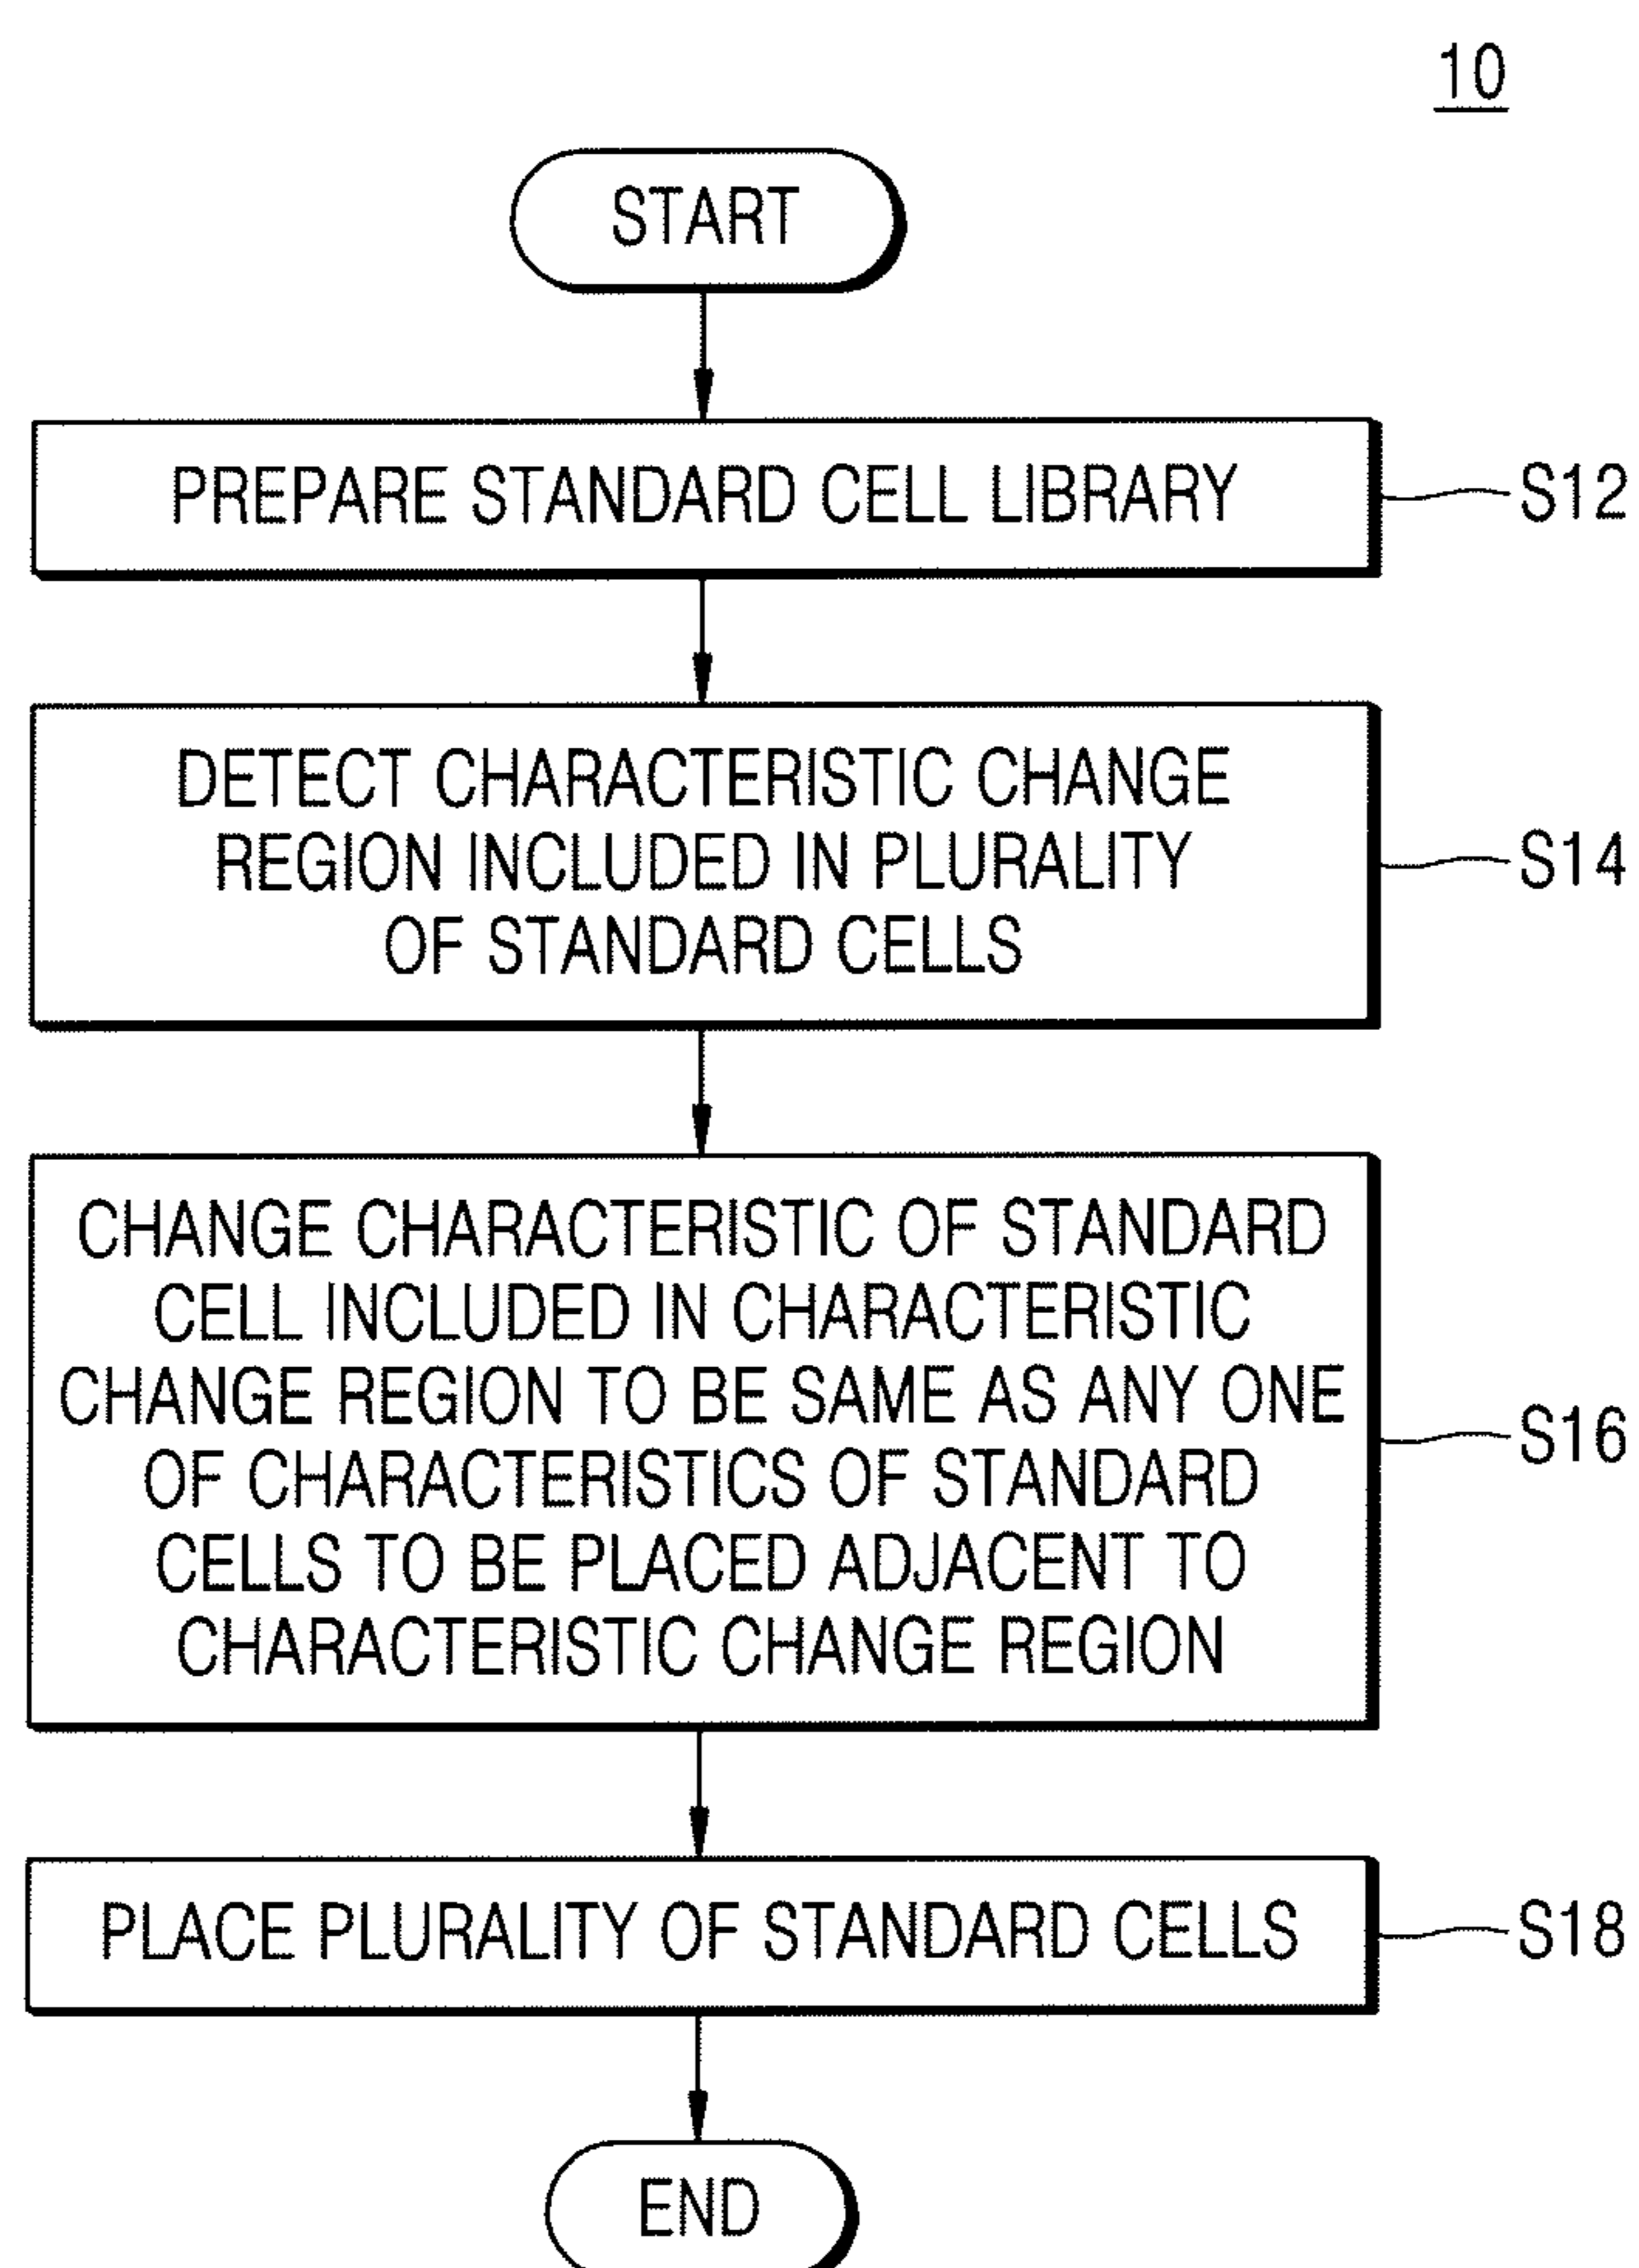 10
START
PREPARE STANDARD CELL LIBRARY
S12
DETECT CHARACTERISTIC CHANGE
REGION INCLUDED IN PLURALITY
OF STANDARD CELLS
S14
CHANGE CHARACTERISTIC OF STANDARD
CELL INCLUDED IN CHARACTERISTIC
CHANGE REGION TO BE SAME AS ANY ONE
OF CHARACTERISTICS OF STANDARD
CELLS TO BE PLACED ADJACENT TO
CHARACTERISTIC CHANGE REGION
S16
PLACE PLURALITY OF STANDARD CELLS
S18
END